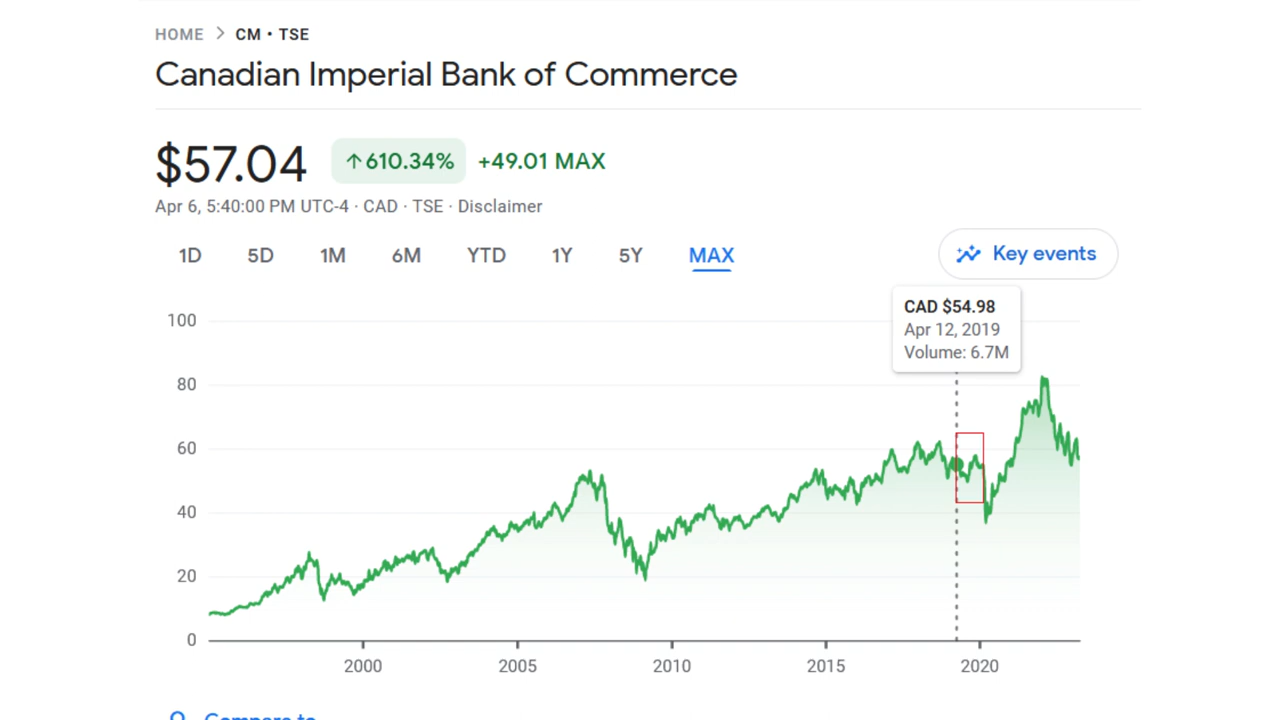 HOME > CM • TSE
Canadian Imperial Bank of Commerce
$57.04 ↑610.34% +49.01 MAX
Apr 6, 5:40:00 PM UTC-4 · CAD · TSE · Disclaimer
1D 5D 1M 6M YTD 1Y 5Y MAX Key events
CAD $54.98
Apr 12, 2019
Volume: 6.7M
100
80
60
40
20
0
2000 2005 2010 2015 2020
Compare to